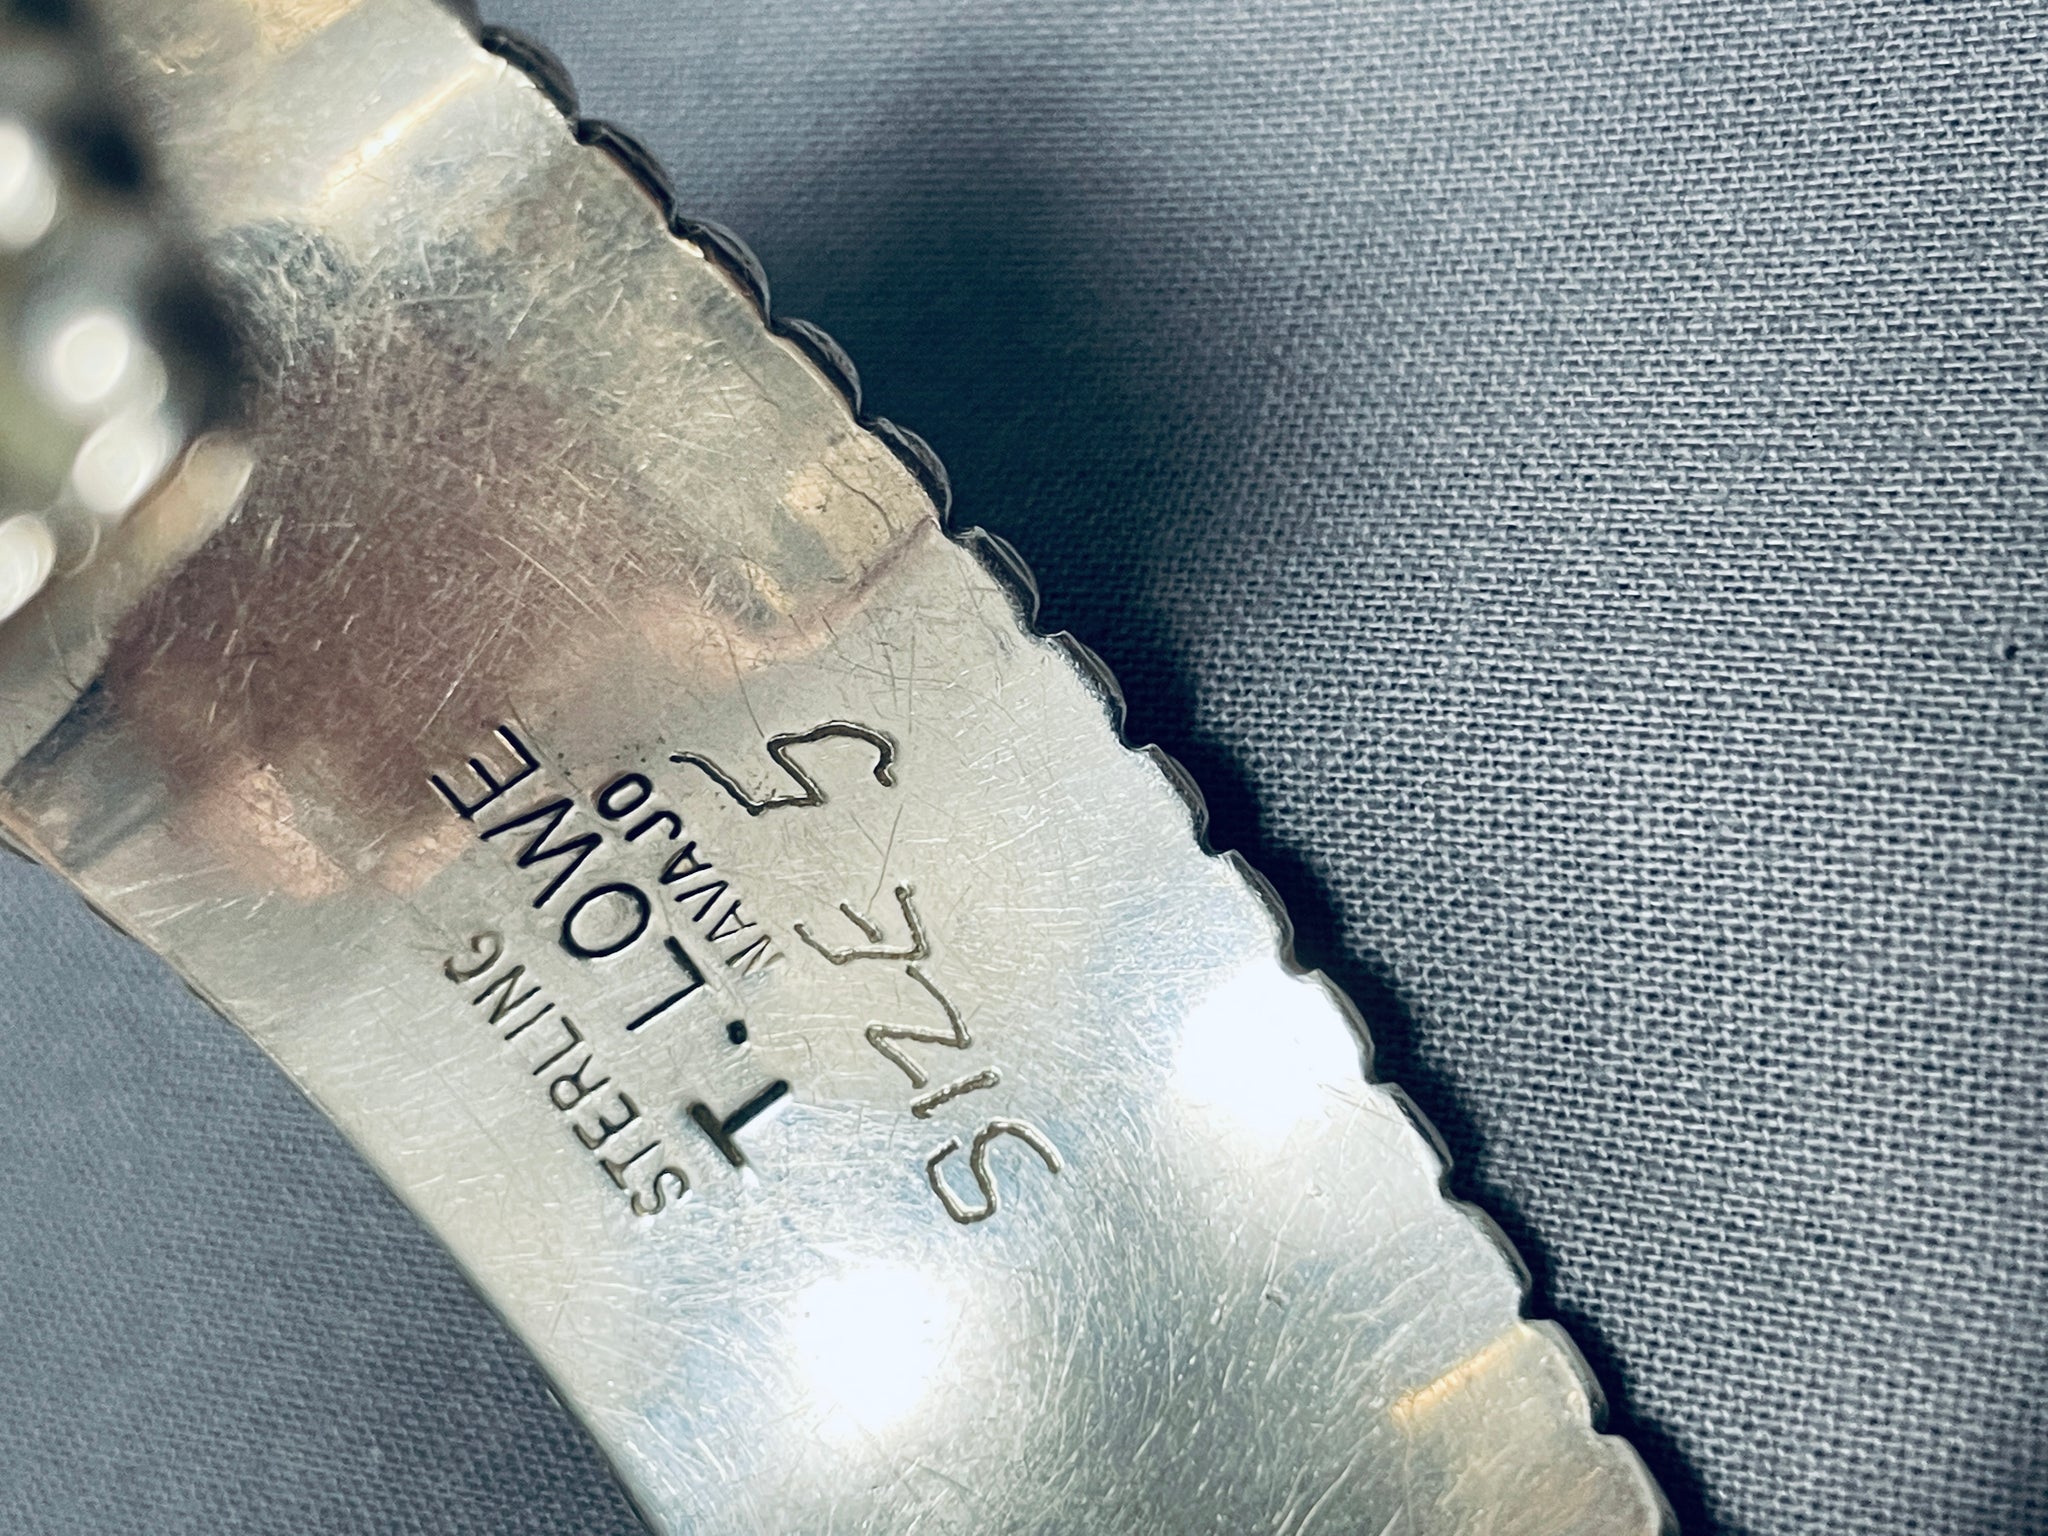 STERLING
T. LOWE
NAVAJO
SIZE 5